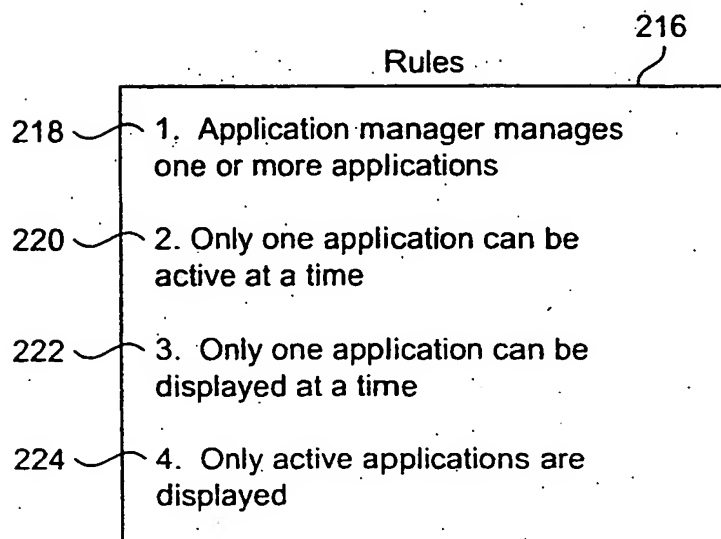 216
Rules
218
1. Application manager manages
one or more applications
220
2. Only one application can be
active at a time
222
3. Only one application can be
displayed at a time
224
4. Only active applications are
displayed